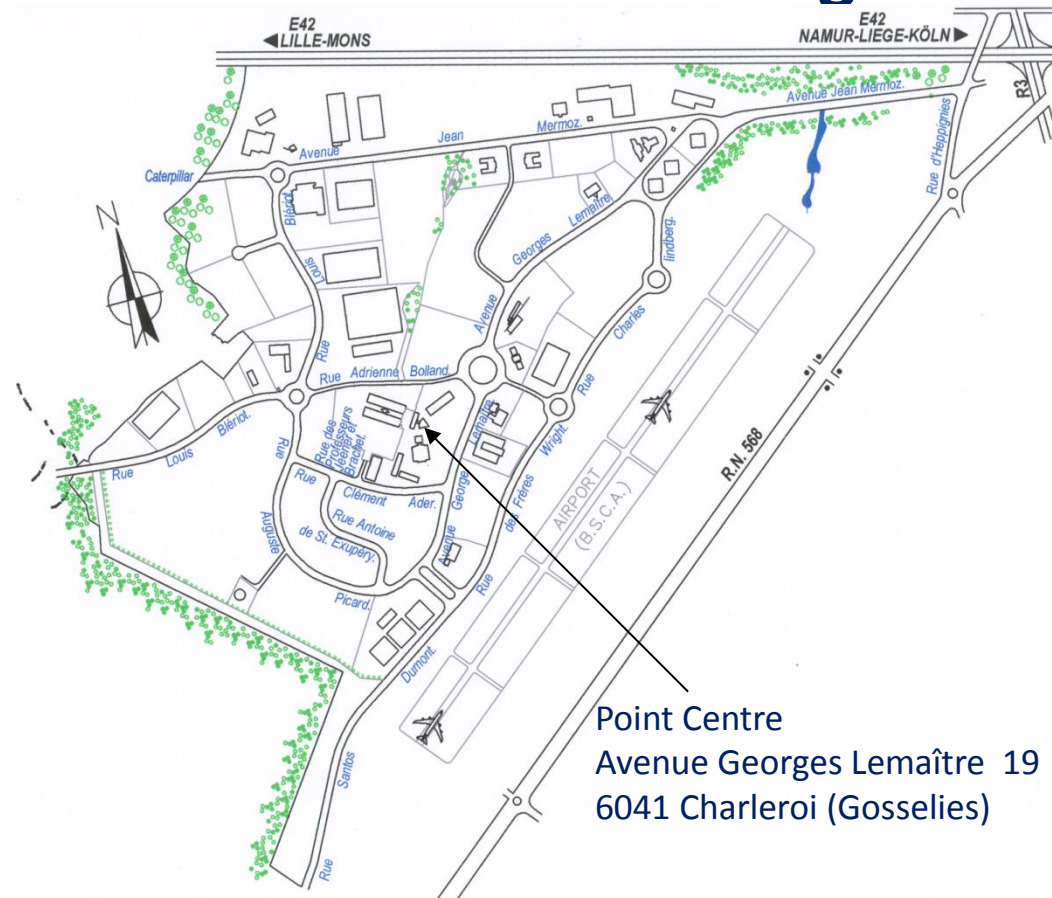 E42
◄LILLE-MONS
E42
NAMUR-LIEGE-KÖLN►
R3
Avenue Jean Mermoz.
Rue d'Heppignies
Avenue Jean Mermoz.
Caterpillar
N
Rue Louis Blériot
Avenue Georges Lemaître
Rue Charles lindberg.
Rue Adrienne Bolland.
Rue Louis Blériot.
Rue des
Professeurs
Jeener et
Brachet.
Avenue George Lemaître
Rue des Frères Wright.
Rue Clément Ader.
Rue Antoine
de St. Exupéry.
Rue Auguste Picard.
Rue Santos Dumont.
AIRPORT
(B.S.C.A.)
R.N. 568
Point Centre
Avenue Georges Lemaître 19
6041 Charleroi (Gosselies)